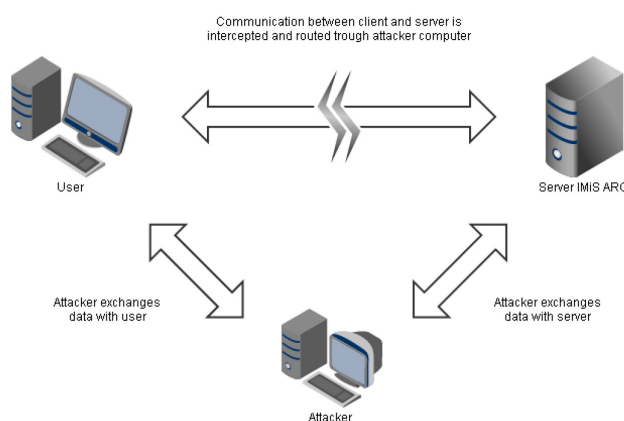 Communication between client and server is
intercepted and routed trough attacker computer
User
Server IMiS ARC
Attacker exchanges
data with user
Attacker exchanges
data with server
Attacker